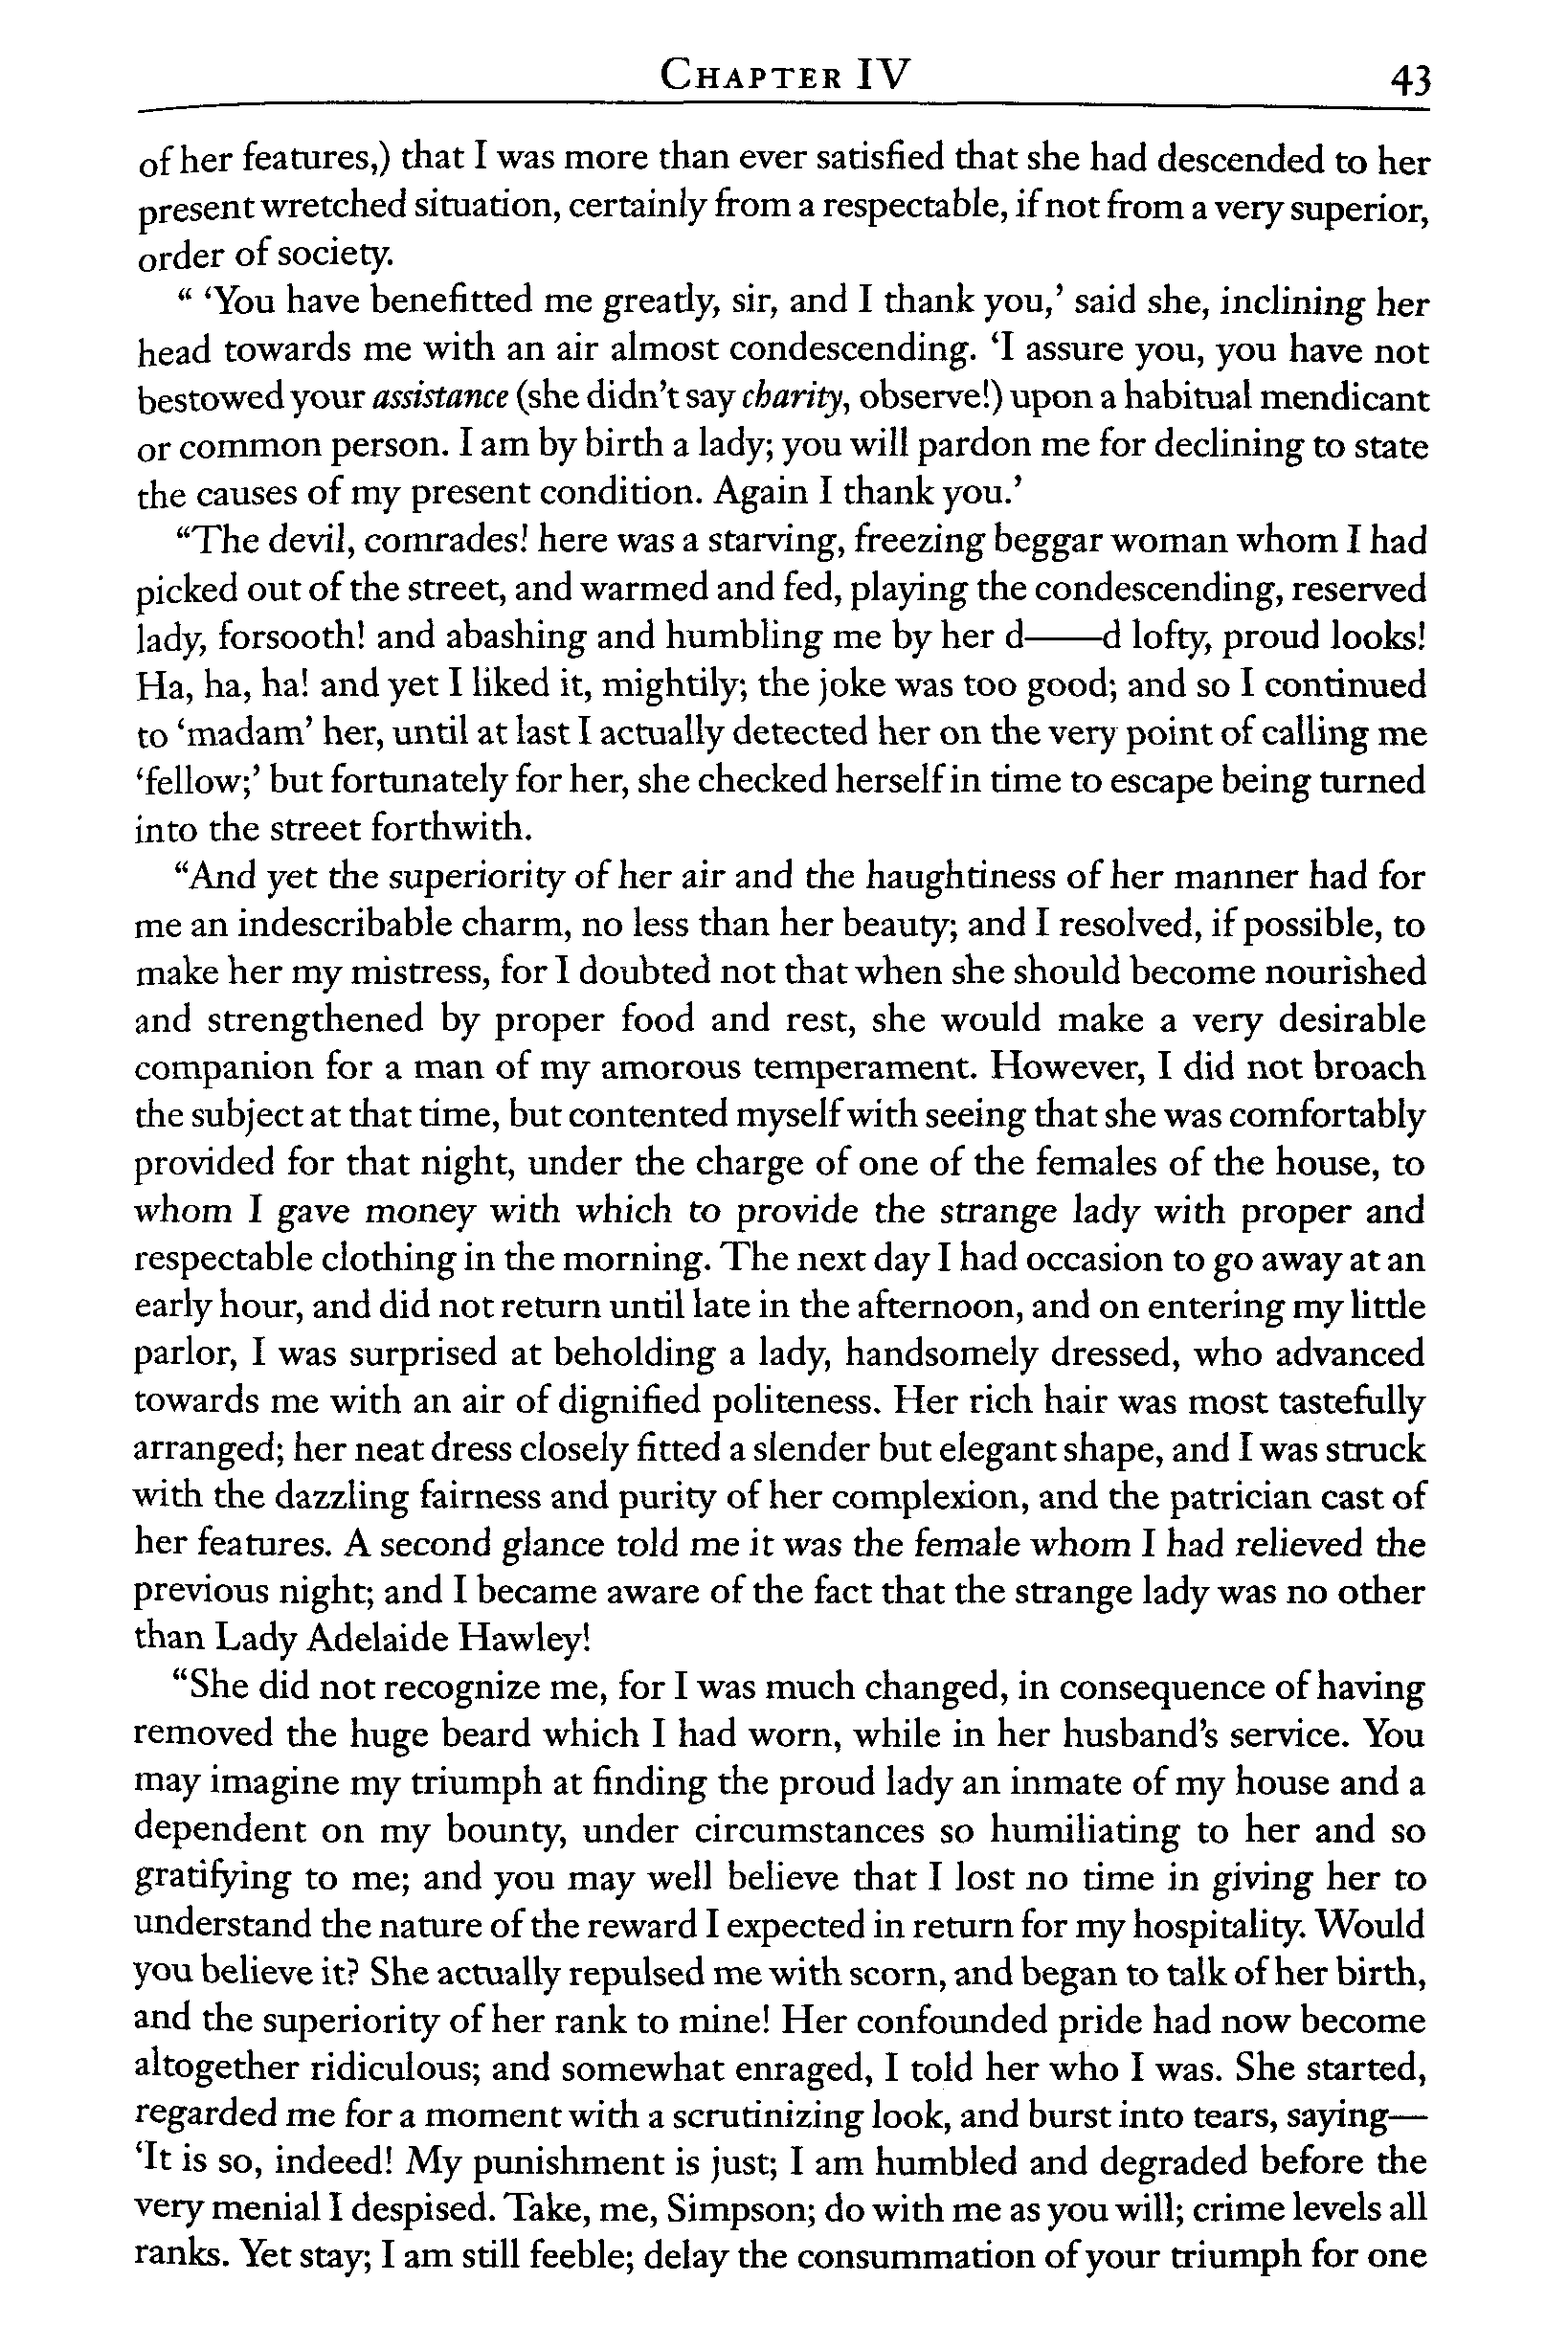 CHAPTER IV 43
of her features,) that I was more than ever satisfied that she had descended to her
present wretched situation, certainly from a respectable, if not from a very superior,
order of society.
“ ‘You have benefitted me greatly, sir, and I thank you,’ said she, inclining her
head towards me with an air almost condescending. ‘I assure you, you have not
bestowed your assistance (she didn’t say charity, observe!) upon a habitual mendicant
or common person. I am by birth a lady; you will pardon me for declining to state
the causes of my present condition. Again I thank you.’
“The devil, comrades! here was a starving, freezing beggar woman whom I had
picked out of the street, and warmed and fed, playing the condescending, reserved
lady, forsooth! and abashing and humbling me by her d——d lofty, proud looks!
Ha, ha, ha! and yet I liked it, mightily; the joke was too good; and so I continued
to ‘madam’ her, until at last I actually detected her on the very point of calling me
‘fellow;’ but fortunately for her, she checked herself in time to escape being turned
into the street forthwith.
“And yet the superiority of her air and the haughtiness of her manner had for
me an indescribable charm, no less than her beauty; and I resolved, if possible, to
make her my mistress, for I doubted not that when she should become nourished
and strengthened by proper food and rest, she would make a very desirable
companion for a man of my amorous temperament. However, I did not broach
the subject at that time, but contented myself with seeing that she was comfortably
provided for that night, under the charge of one of the females of the house, to
whom I gave money with which to provide the strange lady with proper and
respectable clothing in the morning. The next day I had occasion to go away at an
early hour, and did not return until late in the afternoon, and on entering my little
parlor, I was surprised at beholding a lady, handsomely dressed, who advanced
towards me with an air of dignified politeness. Her rich hair was most tastefully
arranged; her neat dress closely fitted a slender but elegant shape, and I was struck
with the dazzling fairness and purity of her complexion, and the patrician cast of
her features. A second glance told me it was the female whom I had relieved the
previous night; and I became aware of the fact that the strange lady was no other
than Lady Adelaide Hawley!
“She did not recognize me, for I was much changed, in consequence of having
removed the huge beard which I had worn, while in her husband’s service. You
may imagine my triumph at finding the proud lady an inmate of my house and a
dependent on my bounty, under circumstances so humiliating to her and so
gratifying to me; and you may well believe that I lost no time in giving her to
understand the nature of the reward I expected in return for my hospitality. Would
you believe it? She actually repulsed me with scorn, and began to talk of her birth,
and the superiority of her rank to mine! Her confounded pride had now become
altogether ridiculous; and somewhat enraged, I told her who I was. She started,
regarded me for a moment with a scrutinizing look, and burst into tears, saying—
‘It is so, indeed! My punishment is just; I am humbled and degraded before the
very menial I despised. Take, me, Simpson; do with me as you will; crime levels all
ranks. Yet stay; I am still feeble; delay the consummation of your triumph for one